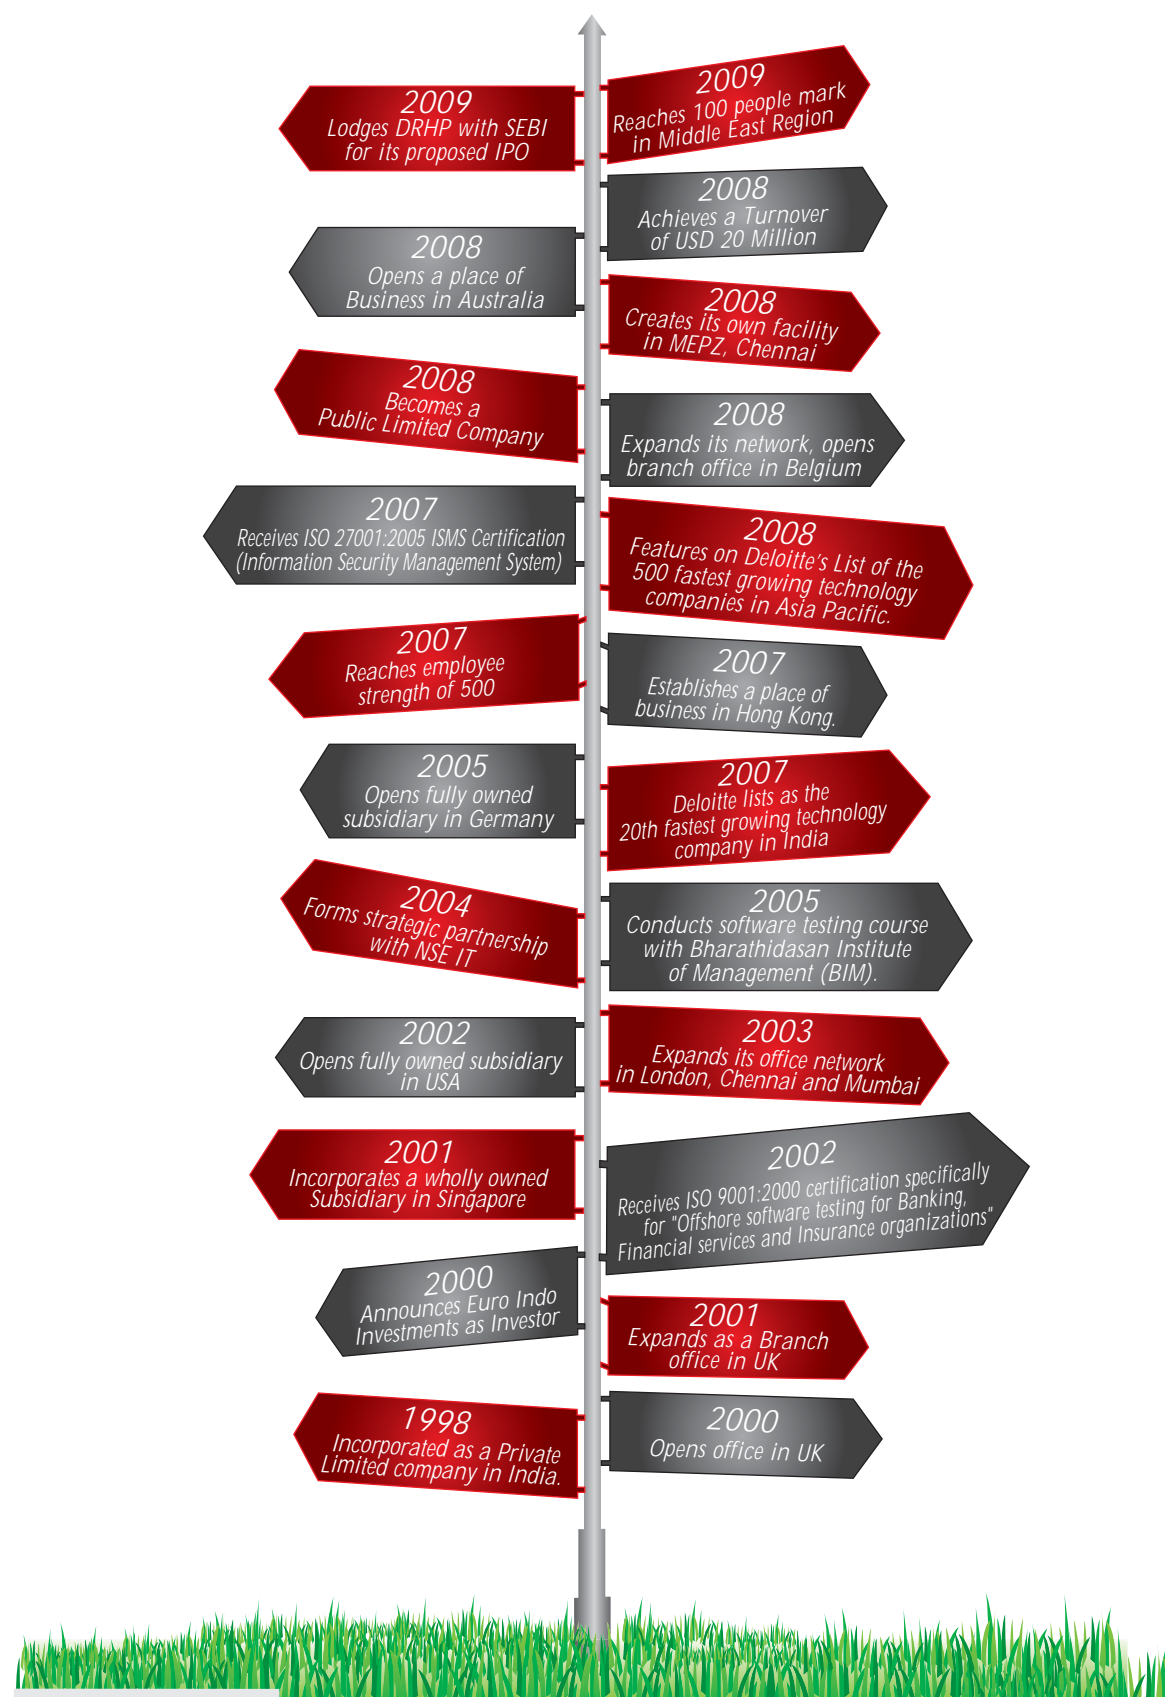 2009
Lodges DRHP with SEBI
for its proposed IPO
2009
Reaches 100 people mark
in Middle East Region
2008
Achieves a Turnover
of USD 20 Million
2008
Opens a place of
Business in Australia
2008
Creates its own facility
in MEPZ, Chennai
2008
Becomes a
Public Limited Company
2008
Expands its network, opens
branch office in Belgium
2007
Receives ISO 27001:2005 ISMS Certification
(Information Security Management System)
2008
Features on Deloitte's List of the
500 fastest growing technology
companies in Asia Pacific.
2007
Reaches employee
strength of 500
2007
Establishes a place of
business in Hong Kong.
2005
Opens fully owned
subsidiary in Germany
2007
Deloitte lists as the
20th fastest growing technology
company in India
2004
Forms strategic partnership
with NSE IT
2005
Conducts software testing course
with Bharathidasan Institute
of Management (BIM).
2002
Opens fully owned subsidiary
in USA
2003
Expands its office network
in London, Chennai and Mumbai
2001
Incorporates a wholly owned
Subsidiary in Singapore
2002
Receives ISO 9001:2000 certification specifically
for "Offshore software testing for Banking,
Financial services and Insurance organizations"
2000
Announces Euro Indo
Investments as Investor
2001
Expands as a Branch
office in UK
1998
Incorporated as a Private
Limited company in India.
2000
Opens office in UK